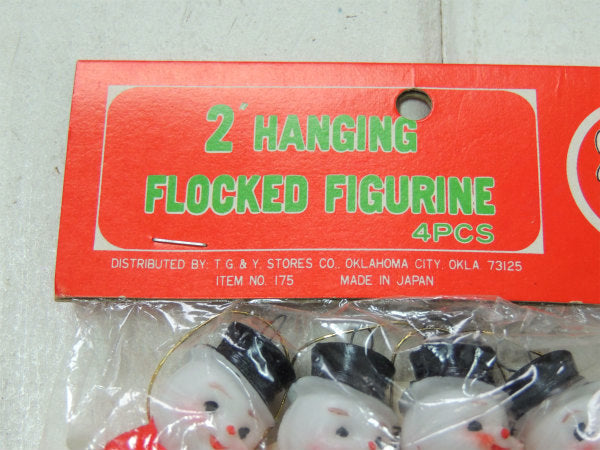 2" HANGING
FLOCKED FIGURINE
4PCS
DISTRIBUTED BY: T. G. & Y. STORES CO., OKLAHOMA CITY, OKLA 73125
ITEM NO. 175 MADE IN JAPAN